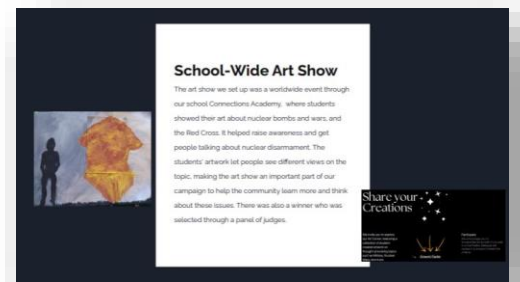 School-Wide Art Show
The art show we set up was a worldwide event through
our school Connections Academy, where students
showed their art about nuclear bombs and wars, and
the Red Cross. It helped raise awareness and get
people talking about nuclear disarmament. The
students' artwork let people see different views on the
topic, making the art show an important part of our
campaign to help the community learn more and think
about these issues. There was also a winner who was
selected through a panel of judges.
Share your
Creations